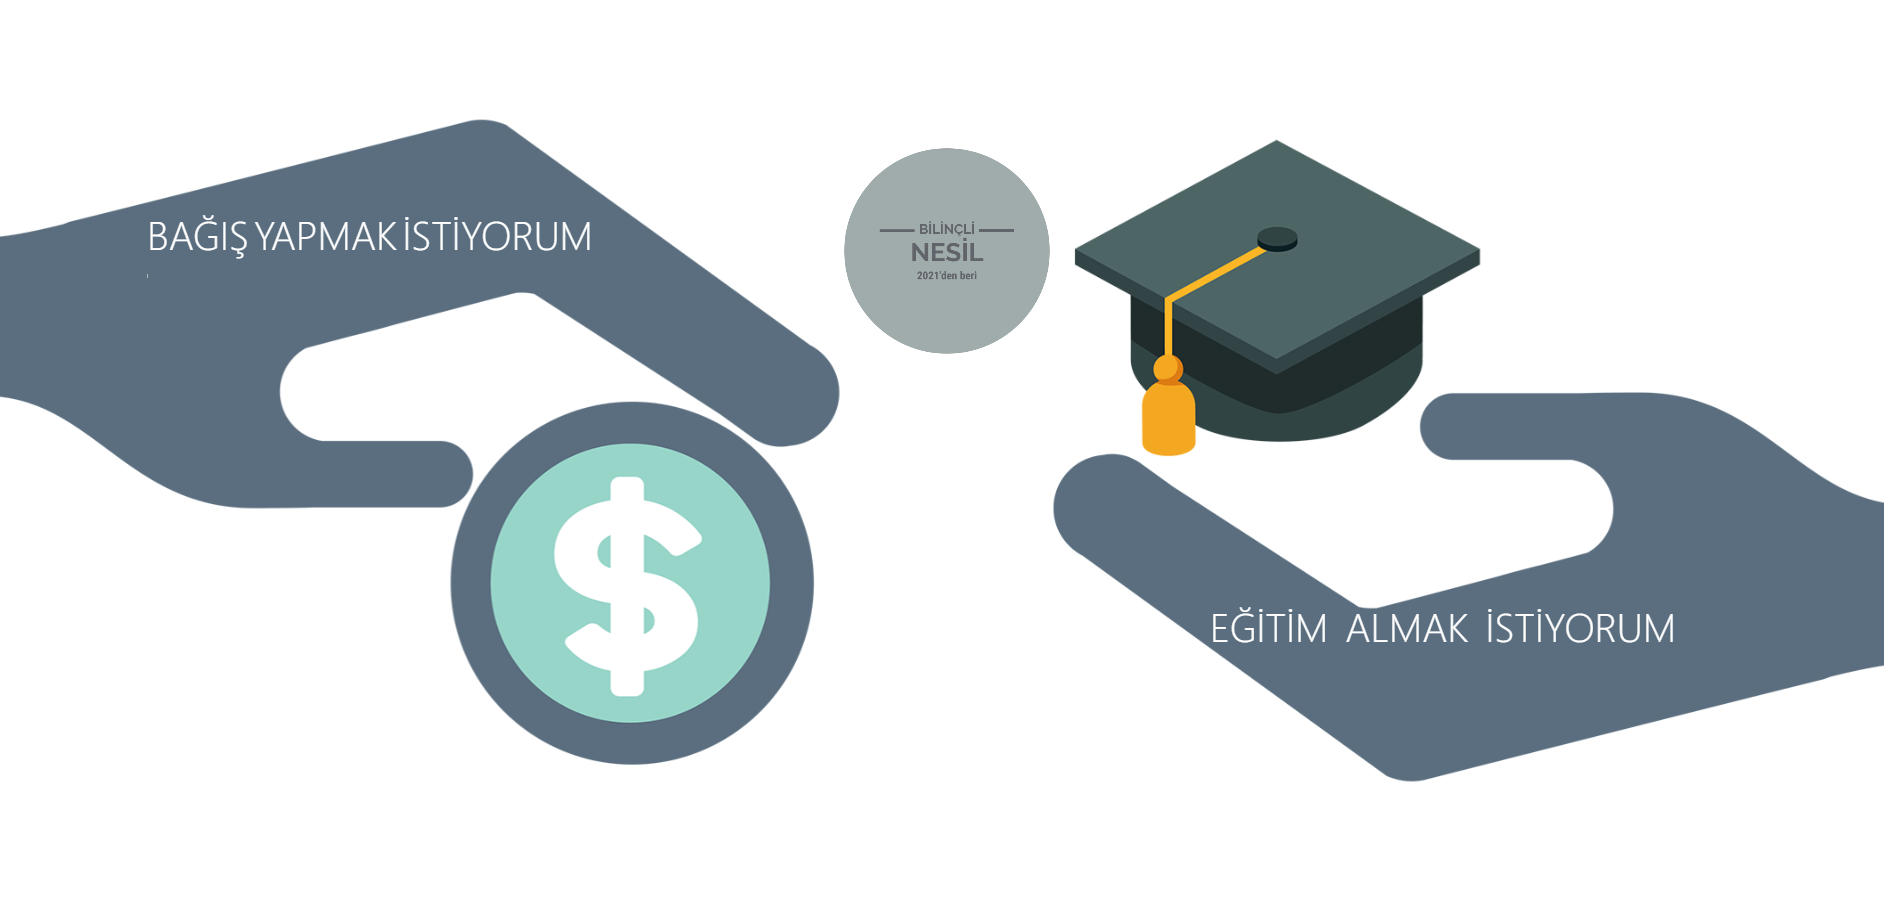 BAĞIŞ YAPMAK İSTİYORUM
BİLİNÇLİ
NESİL
2021'den beri
EĞİTİM ALMAK İSTİYORUM